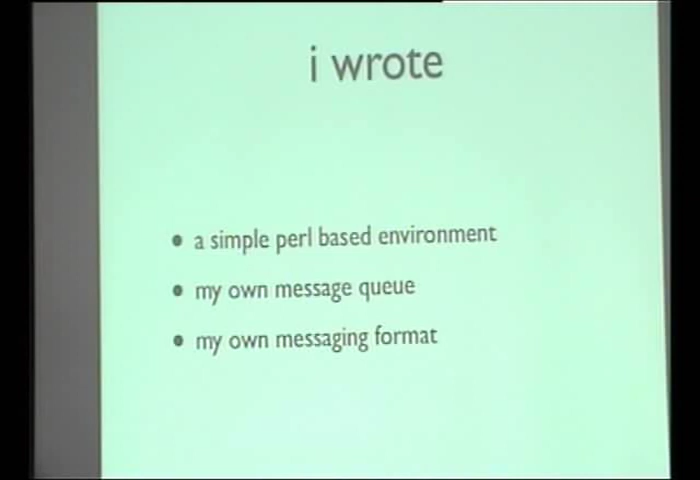 i wrote
• a simple perl based environment
• my own message queue
• my own messaging format